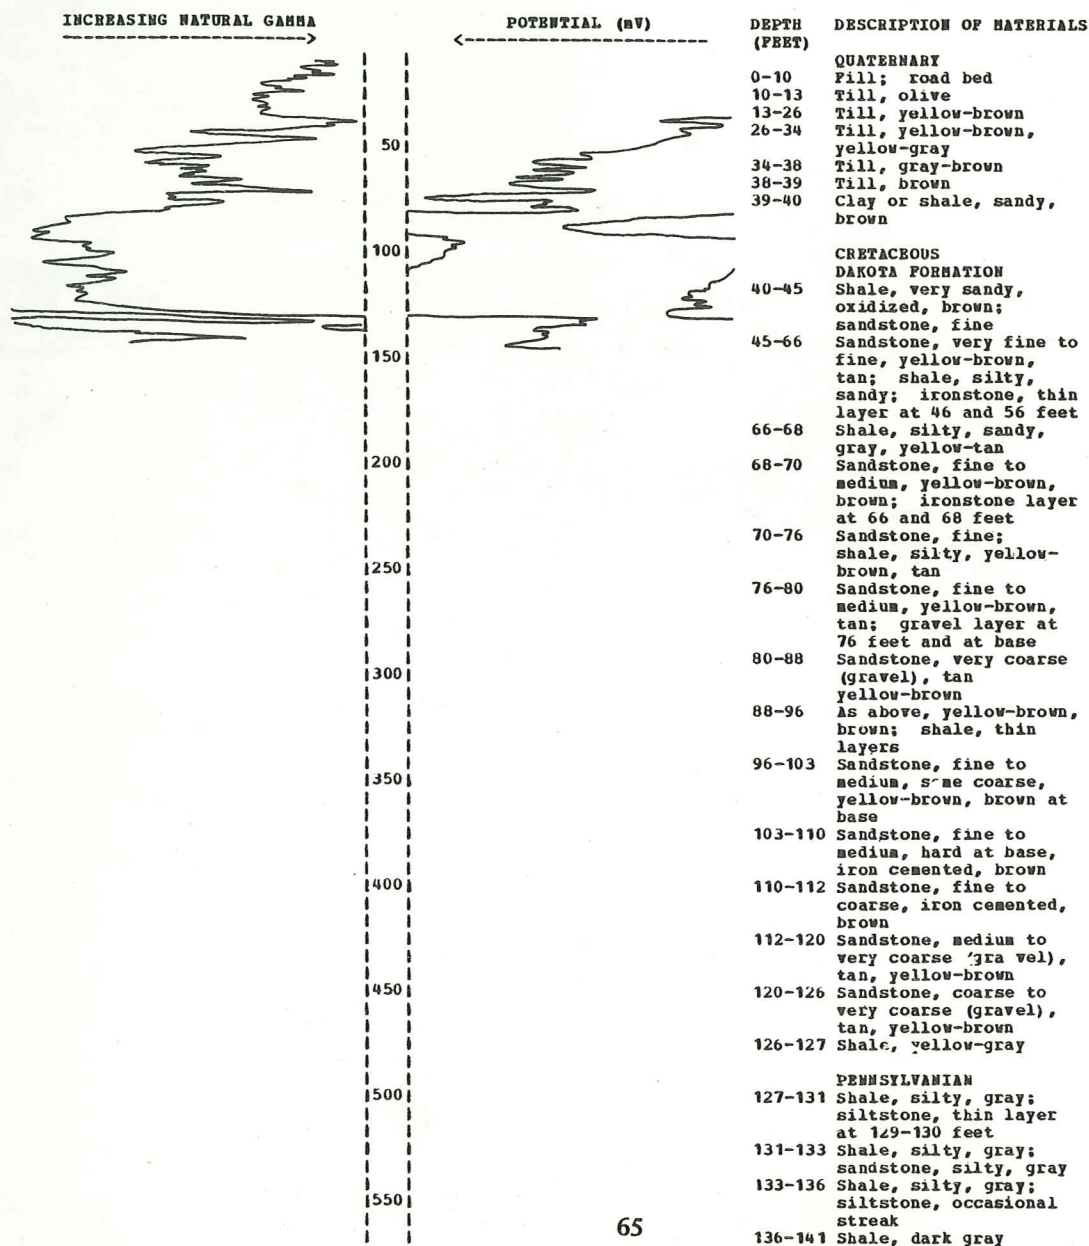 INCREASING NATURAL GAMMA
POTENTIAL (mV)
DEPTH
(FEET)
DESCRIPTION OF MATERIALS
50
100
150
200
250
300
350
400
450
500
550
QUATERNARY
0-10 Fill; road bed
10-13 Till, olive
13-26 Till, yellow-brown
26-34 Till, yellow-brown,
yellow-gray
34-38 Till, gray-brown
38-39 Till, brown
39-40 Clay or shale, sandy,
brown
CRETACEOUS
DAKOTA FORMATION
40-45 Shale, very sandy,
oxidized, brown;
sandstone, fine
45-66 Sandstone, very fine to
fine, yellow-brown,
tan; shale, silty,
sandy; ironstone, thin
layer at 46 and 56 feet
66-68 Shale, silty, sandy,
gray, yellow-tan
68-70 Sandstone, fine to
medium, yellow-brown,
brown; ironstone layer
at 66 and 68 feet
70-76 Sandstone, fine;
shale, silty, yellow-
brown, tan
76-80 Sandstone, fine to
medium, yellow-brown,
tan; gravel layer at
76 feet and at base
80-88 Sandstone, very coarse
(gravel), tan
yellow-brown
88-96 As above, yellow-brown,
brown; shale, thin
layers
96-103 Sandstone, fine to
medium, some coarse,
yellow-brown, brown at
base
103-110 Sandstone, fine to
medium, hard at base,
iron cemented, brown
110-112 Sandstone, fine to
coarse, iron cemented,
brown
112-120 Sandstone, medium to
very coarse (gra vel),
tan, yellow-brown
120-126 Sandstone, coarse to
very coarse (gravel),
tan, yellow-brown
126-127 Shale, yellow-gray
PENNSYLVANIAN
127-131 Shale, silty, gray;
siltstone, thin layer
at 129-130 feet
131-133 Shale, silty, gray;
sandstone, silty, gray
133-136 Shale, silty, gray;
siltstone, occasional
streak
136-141 Shale, dark gray
65